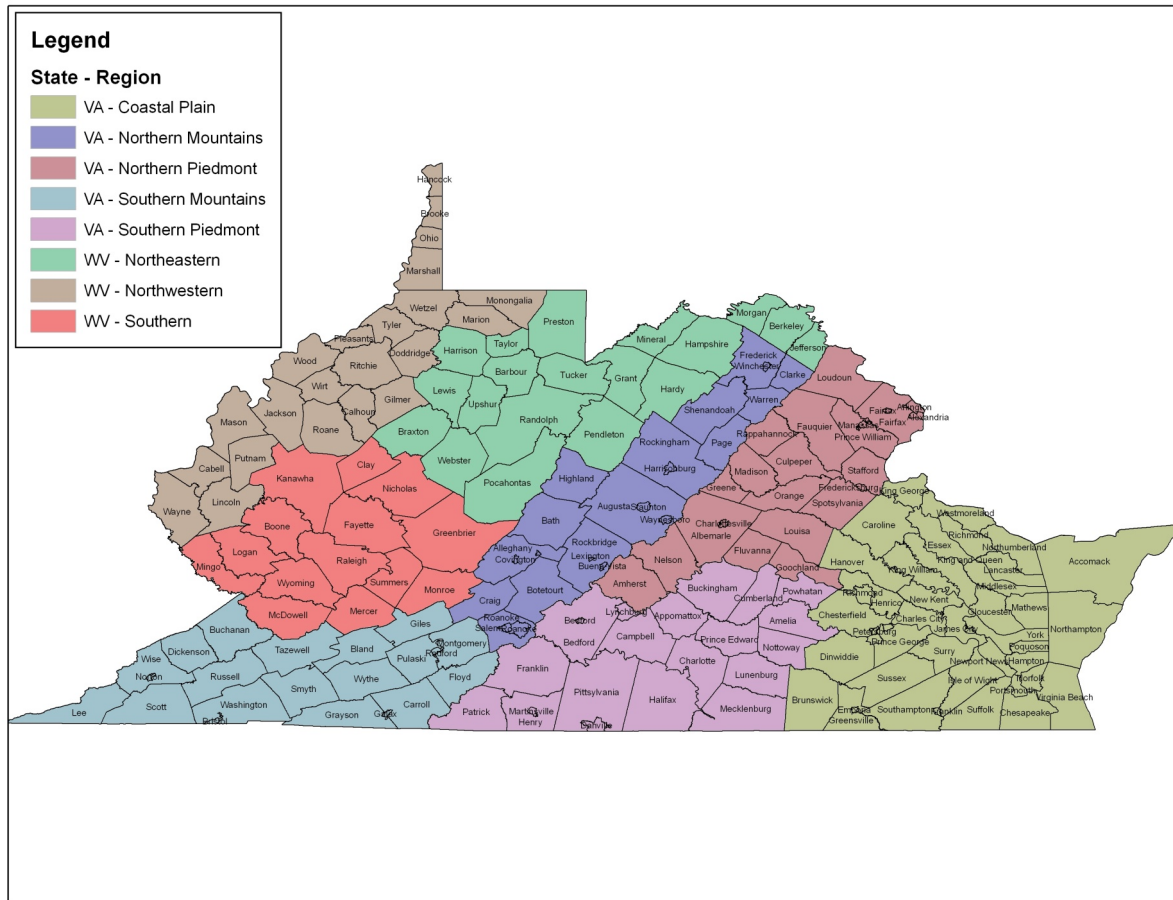 Legend
State - Region
VA - Coastal Plain
VA - Northern Mountains
VA - Northern Piedmont
VA - Southern Mountains
VA - Southern Piedmont
WV - Northeastern
WV - Northwestern
WV - Southern
Hancock
Brooke
Ohio
Marshall
Wetzel
Monongalia
Marion
Preston
Tyler
Pleasants
Doddridge
Harrison
Taylor
Wood
Ritchie
Barbour
Wirt
Tucker
Mineral
Hampshire
Morgan
Berkeley
Jefferson
Grant
Hardy
Lewis
Upshur
Gilmer
Calhoun
Jackson
Roane
Mason
Randolph
Braxton
Pendleton
Webster
Pocahontas
Putnam
Cabell
Lincoln
Wayne
Kanawha
Clay
Nicholas
Boone
Fayette
Greenbrier
Logan
Raleigh
Mingo
Wyoming
Summers
Monroe
McDowell
Mercer
Frederick
Winchester
Clarke
Warren
Shenandoah
Page
Rockingham
Harrisonburg
Highland
Augusta
Staunton
Waynesboro
Bath
Rockbridge
Lexington
Buena Vista
Alleghany
Covington
Botetourt
Craig
Roanoke
Salem
Roanoke
Loudoun
Fairfax
Arlington
Alexandria
Fairfax
Fauquier
Prince William
Rappahannock
Culpeper
Stafford
Madison
Fredericksburg
Greene
Orange
Spotsylvania
Charlottesville
Albemarle
Louisa
Nelson
Fluvanna
Goochland
Amherst
Buckingham
Cumberland
Powhatan
Lynchburg
Appomattox
Amelia
Bedford
Bedford
Campbell
Prince Edward
Nottoway
Charlotte
Lunenburg
Franklin
Pittsylvania
Halifax
Mecklenburg
Patrick
Martinsville
Henry
Danville
Buchanan
Giles
Dickenson
Tazewell
Bland
Montgomery
Radford
Wise
Norton
Russell
Pulaski
Floyd
Wythe
Smyth
Lee
Scott
Washington
Bristol
Grayson
Galax
Carroll
King George
Westmoreland
Caroline
Richmond
Essex
Northumberland
Accomack
Hanover
King and Queen
Lancaster
King William
Middlesex
Richmond
Henrico
New Kent
Gloucester
Mathews
Chesterfield
Charles City
James City
Northampton
Petersburg
Prince George
York
Poquoson
Dinwiddie
Surry
Newport News
Hampton
Sussex
Isle of Wight
Norfolk
Portsmouth
Virginia Beach
Brunswick
Emporia
Greensville
Southampton
Franklin
Suffolk
Chesapeake